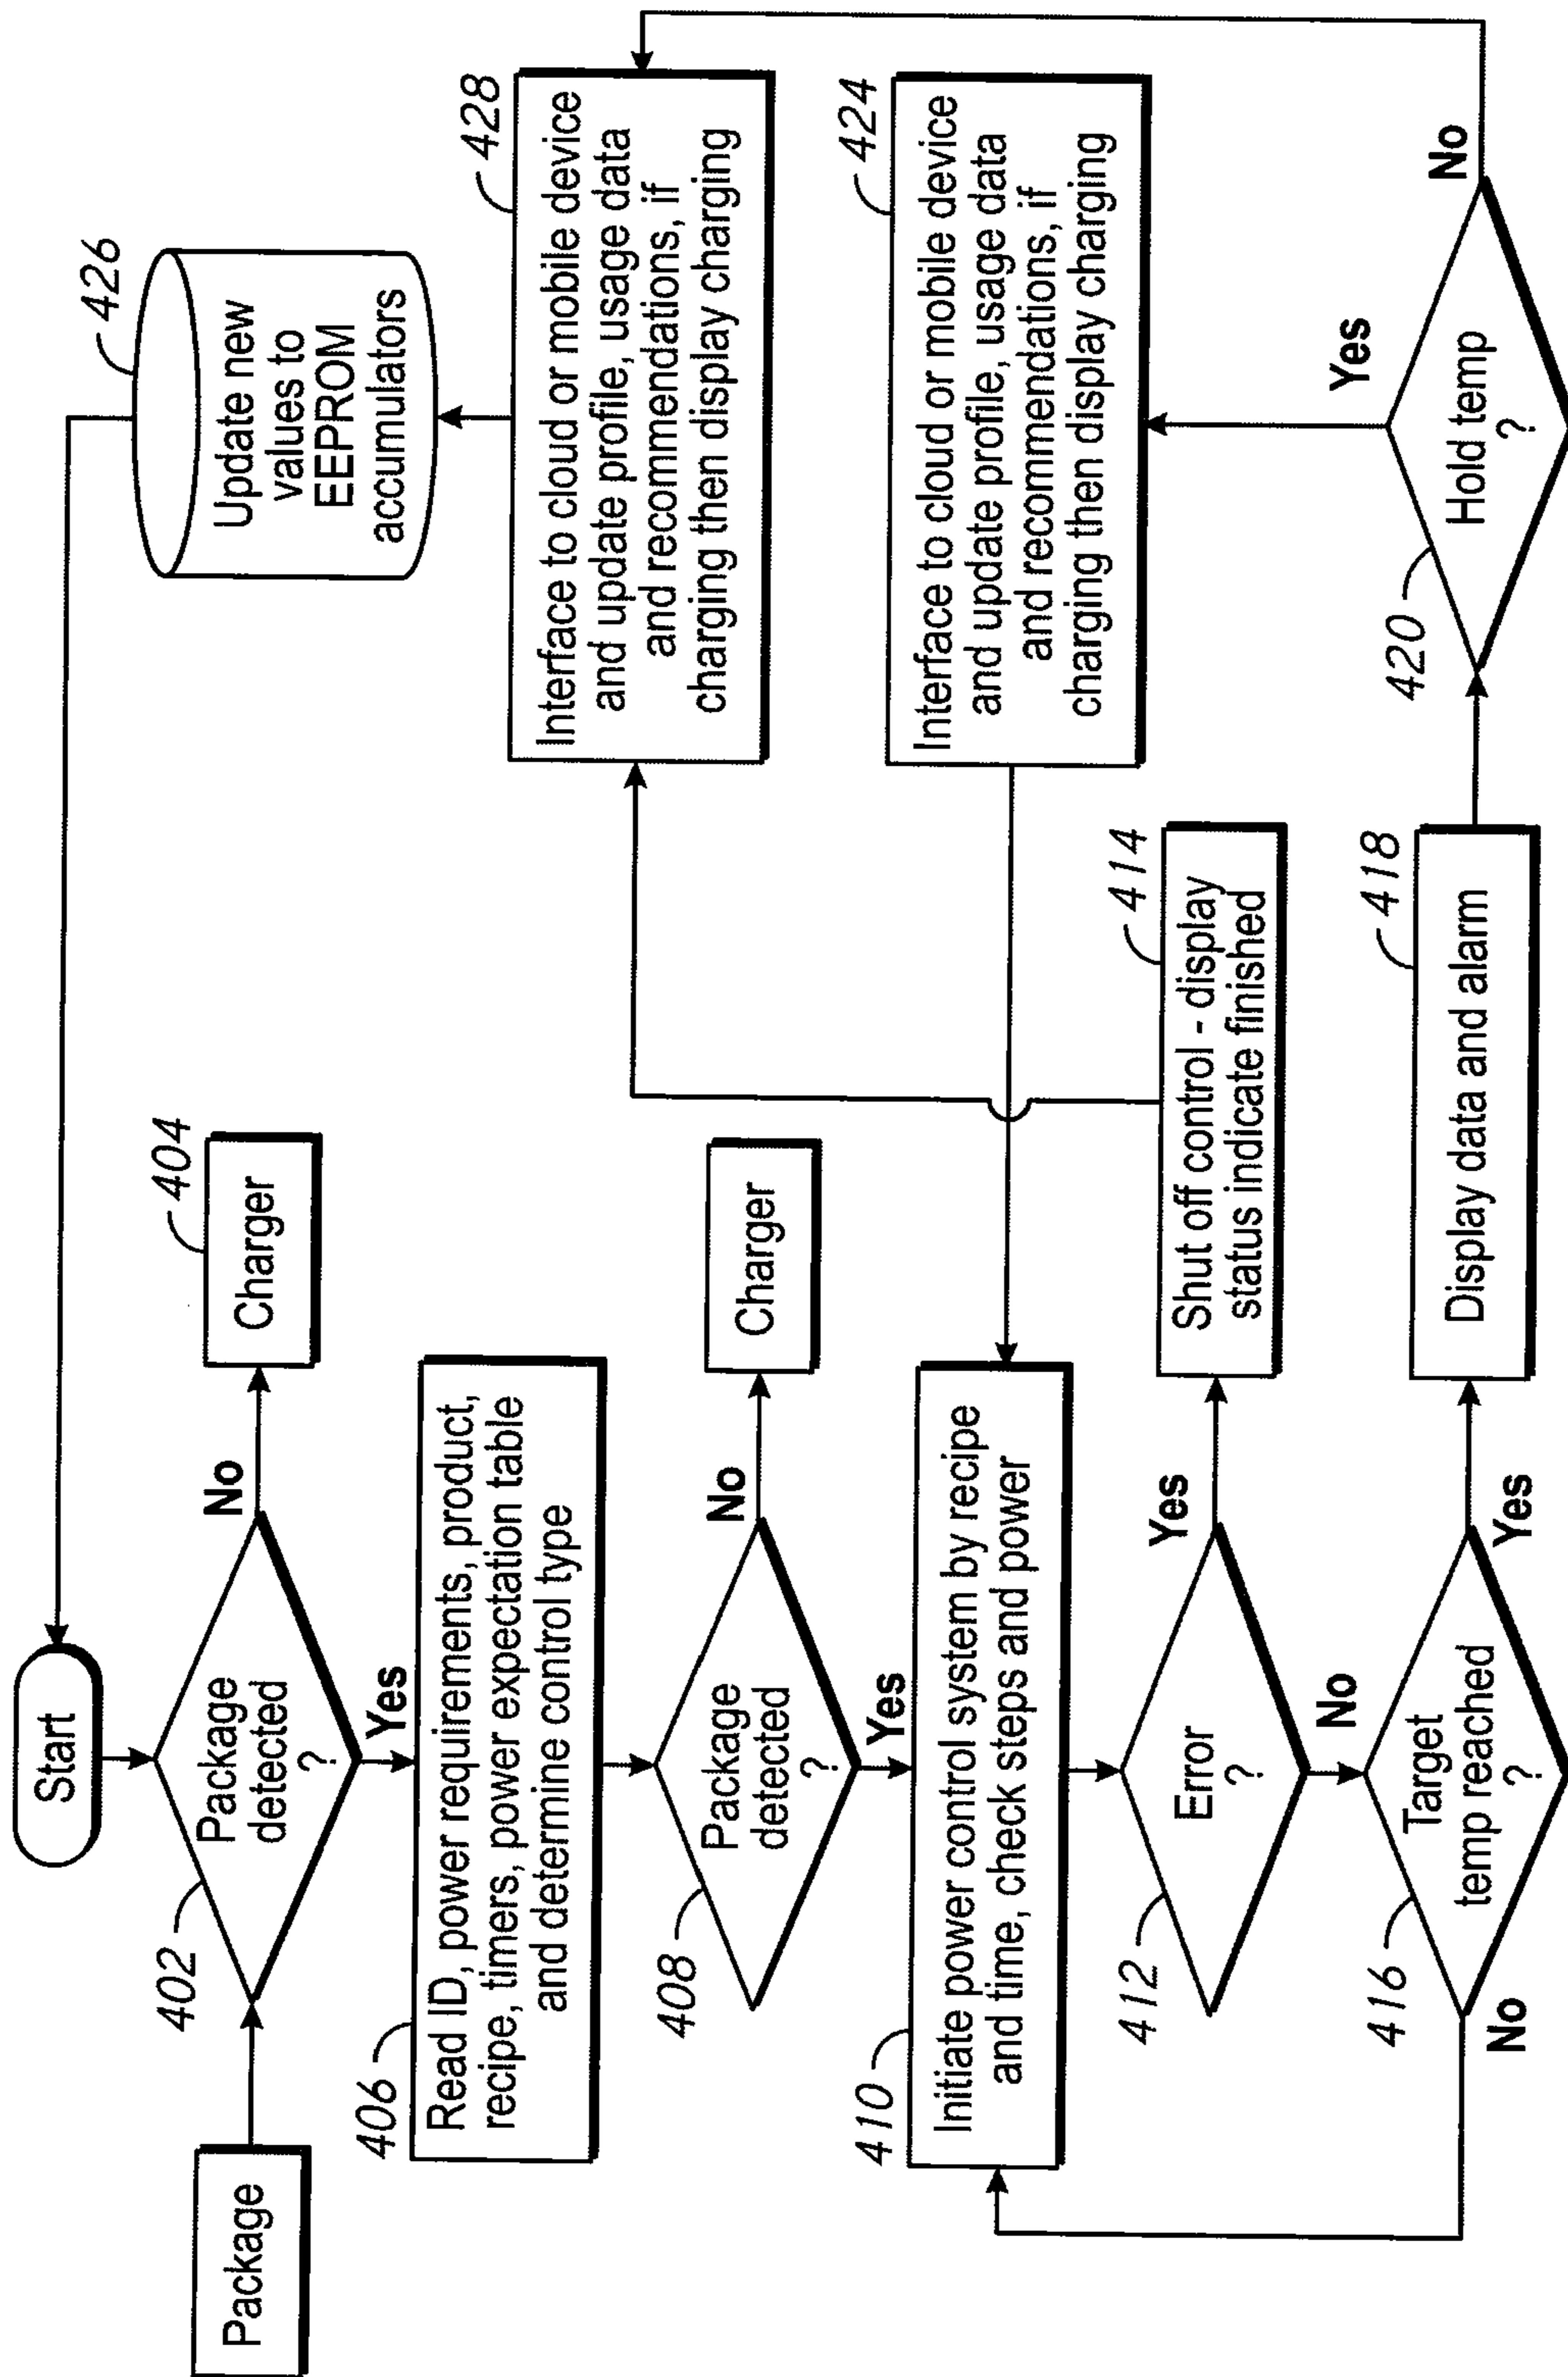 Start
Package
402
Package
detected
?
No
404
Charger
Yes
406
Read ID, power requirements, product,
recipe, timers, power expectation table
and determine control type
408
Package
detected
?
No
Charger
Yes
410
Initiate power control system by recipe
and time, check steps and power
412
Error
?
Yes
414
Shut off control - display
status indicate finished
No
416
Target
temp reached
?
No
Yes
418
Display data and alarm
420
Hold temp
?
Yes
No
424
Interface to cloud or mobile device
and update profile, usage data
and recommendations, if
charging then display charging
428
Interface to cloud or mobile device
and update profile, usage data
and recommendations, if
charging then display charging
426
Update new
values to
EEPROM
accumulators